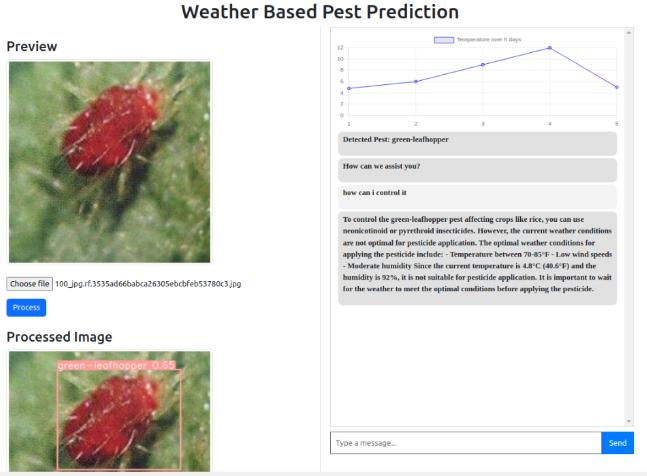 Weather Based Pest Prediction
Preview
Choose file 100_jpg.rf.3535ad66babca26305ebcbfeb53780c3.jpg
Process
Processed Image
green-leafhopper 0.65
Temperature over 5 days
12
10
8
6
4
2
0
1 2 3 4 5
Detected Pest: green-leafhopper
How can we assist you?
how can i control it
To control the green-leafhopper pest affecting crops like rice, you can use
neonicotinoid or pyrethroid insecticides. However, the current weather conditions
are not optimal for pesticide application. The optimal weather conditions for
applying the pesticide include: - Temperature between 70-85°F - Low wind speeds
- Moderate humidity Since the current temperature is 4.8°C (40.6°F) and the
humidity is 92%, it is not suitable for pesticide application. It is important to wait
for the weather to meet the optimal conditions before applying the pesticide.
Type a message...
Send